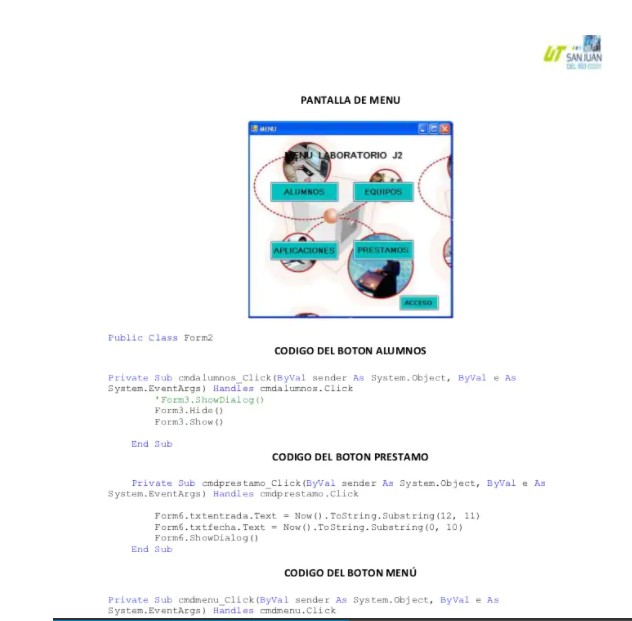 UT SAN JUAN
DEL RIO
PANTALLA DE MENU
MENU
MENU LABORATORIO J2
ALUMNOS EQUIPOS
APLICACIONES PRESTAMOS
ACCESO
Public Class Form2
CODIGO DEL BOTON ALUMNOS
Private Sub cmdalumnos_Click(ByVal sender As System.Object, ByVal e As
System.EventArgs) Handles cmdalumnos.Click
'Form3.ShowDialog()
Form3.Hide()
Form3.Show()
End Sub
CODIGO DEL BOTON PRESTAMO
Private Sub cmdprestamo_Click(ByVal sender As System.Object, ByVal e As
System.EventArgs) Handles cmdprestamo.Click
Form6.txtentrada.Text = Now().ToString.Substring(12, 11)
Form6.txtfecha.Text = Now().ToString.Substring(0, 10)
Form6.ShowDialog()
End Sub
CODIGO DEL BOTON MENÚ
Private Sub cmdmenu_Click(ByVal sender As System.Object, ByVal e As
System.EventArgs) Handles cmdmenu.Click